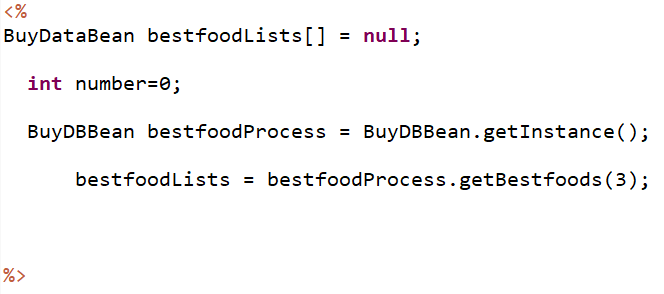 <%
BuyDataBean bestfoodLists[] = null;
int number=0;
BuyDBBean bestfoodProcess = BuyDBBean.getInstance();
bestfoodLists = bestfoodProcess.getBestfoods(3);
%>